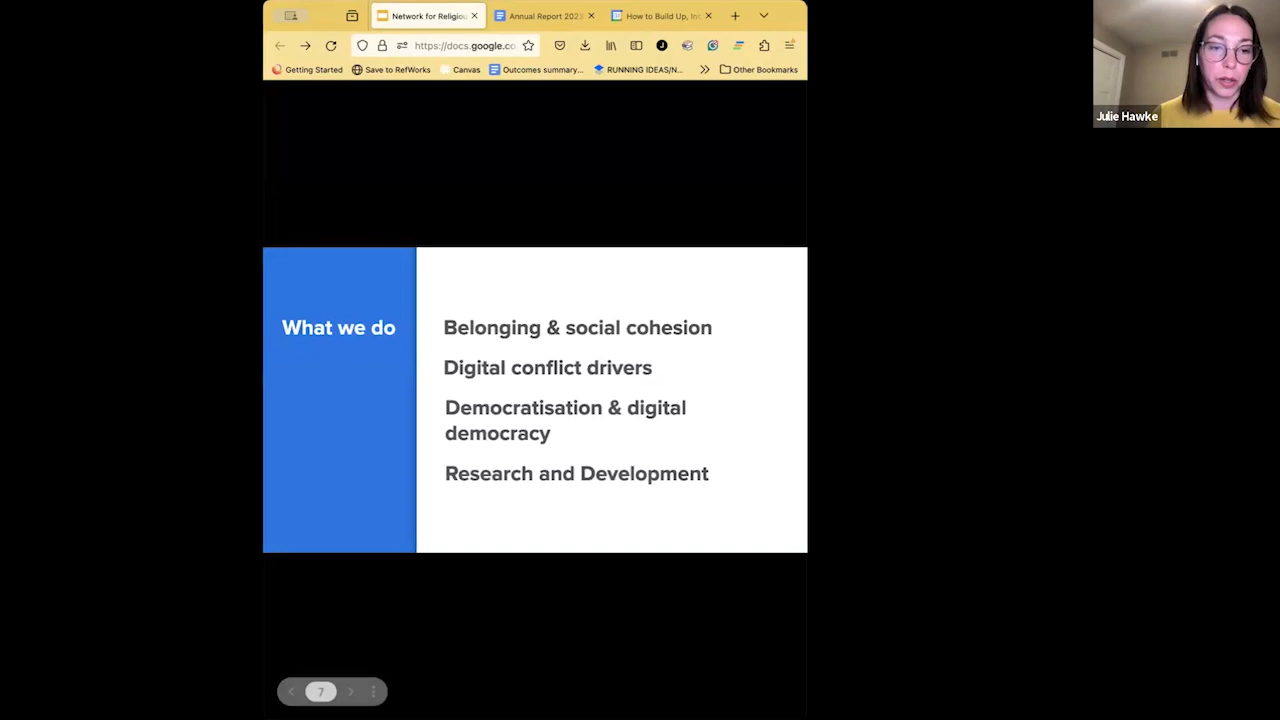 Network for Religiou
Annual Report 2023
How to Build Up, Inc
https://docs.google.co
Getting Started
Save to RefWorks
Canvas
Outcomes summary...
RUNNING IDEAS/N...
Other Bookmarks
Julie Hawke
What we do
Belonging & social cohesion
Digital conflict drivers
Democratisation & digital
democracy
Research and Development
7